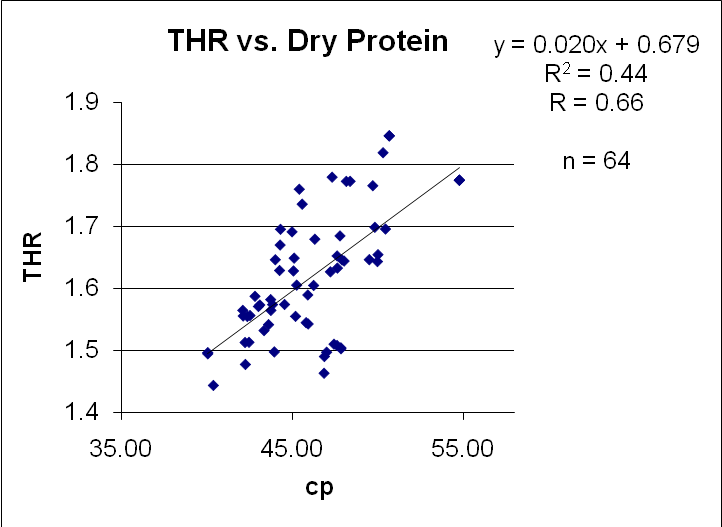 THR vs. Dry Protein
y = 0.020x + 0.679
R² = 0.44
R = 0.66
n = 64
1.9
1.8
1.7
1.6
1.5
1.4
THR
35.00 45.00 55.00
cp